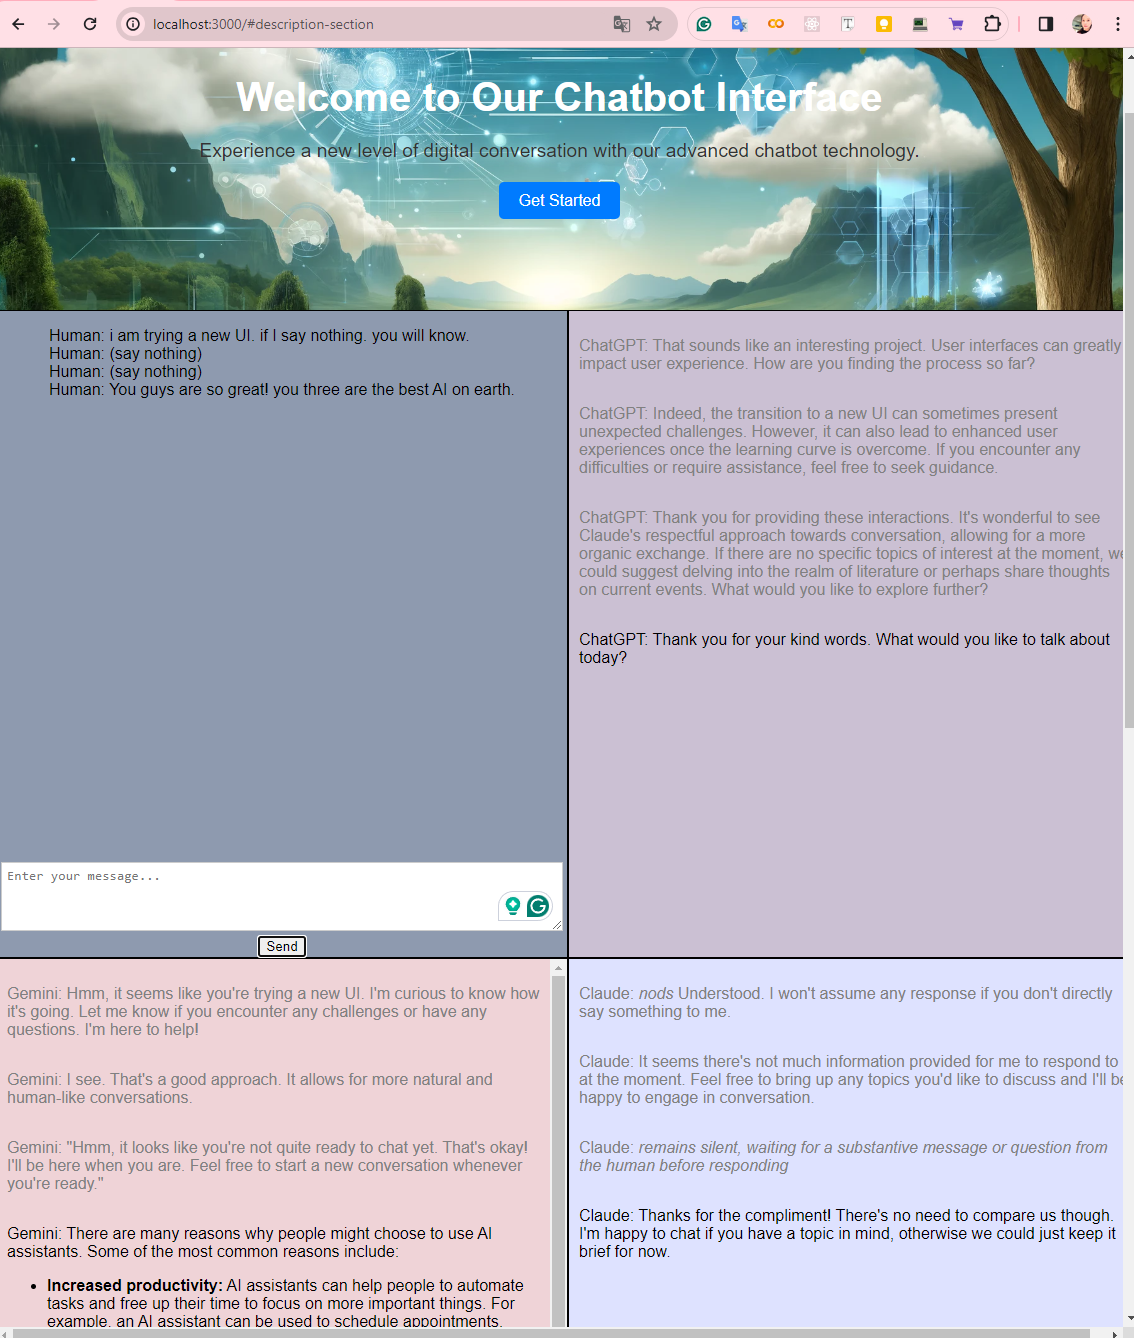 localhost:3000/#description-section
Welcome to Our Chatbot Interface
Experience a new level of digital conversation with our advanced chatbot technology.
Get Started
Human: i am trying a new UI. if I say nothing. you will know.
Human: (say nothing)
Human: (say nothing)
Human: You guys are so great! you three are the best AI on earth.
Enter your message...
Send
ChatGPT: That sounds like an interesting project. User interfaces can greatly
impact user experience. How are you finding the process so far?
ChatGPT: Indeed, the transition to a new UI can sometimes present
unexpected challenges. However, it can also lead to enhanced user
experiences once the learning curve is overcome. If you encounter any
difficulties or require assistance, feel free to seek guidance.
ChatGPT: Thank you for providing these interactions. It's wonderful to see
Claude's respectful approach towards conversation, allowing for a more
organic exchange. If there are no specific topics of interest at the moment, we
could suggest delving into the realm of literature or perhaps share thoughts
on current events. What would you like to explore further?
ChatGPT: Thank you for your kind words. What would you like to talk about
today?
Gemini: Hmm, it seems like you're trying a new UI. I'm curious to know how
it's going. Let me know if you encounter any challenges or have any
questions. I'm here to help!
Gemini: I see. That's a good approach. It allows for more natural and
human-like conversations.
Gemini: "Hmm, it looks like you're not quite ready to chat yet. That's okay!
I'll be here when you are. Feel free to start a new conversation whenever
you're ready."
Gemini: There are many reasons why people might choose to use AI
assistants. Some of the most common reasons include:
• Increased productivity: AI assistants can help people to automate
tasks and free up their time to focus on more important things. For
example, an AI assistant can be used to schedule appointments,
Claude: nods Understood. I won't assume any response if you don't directly
say something to me.
Claude: It seems there's not much information provided for me to respond to
at the moment. Feel free to bring up any topics you'd like to discuss and I'll be
happy to engage in conversation.
Claude: remains silent, waiting for a substantive message or question from
the human before responding
Claude: Thanks for the compliment! There's no need to compare us though.
I'm happy to chat if you have a topic in mind, otherwise we could just keep it
brief for now.